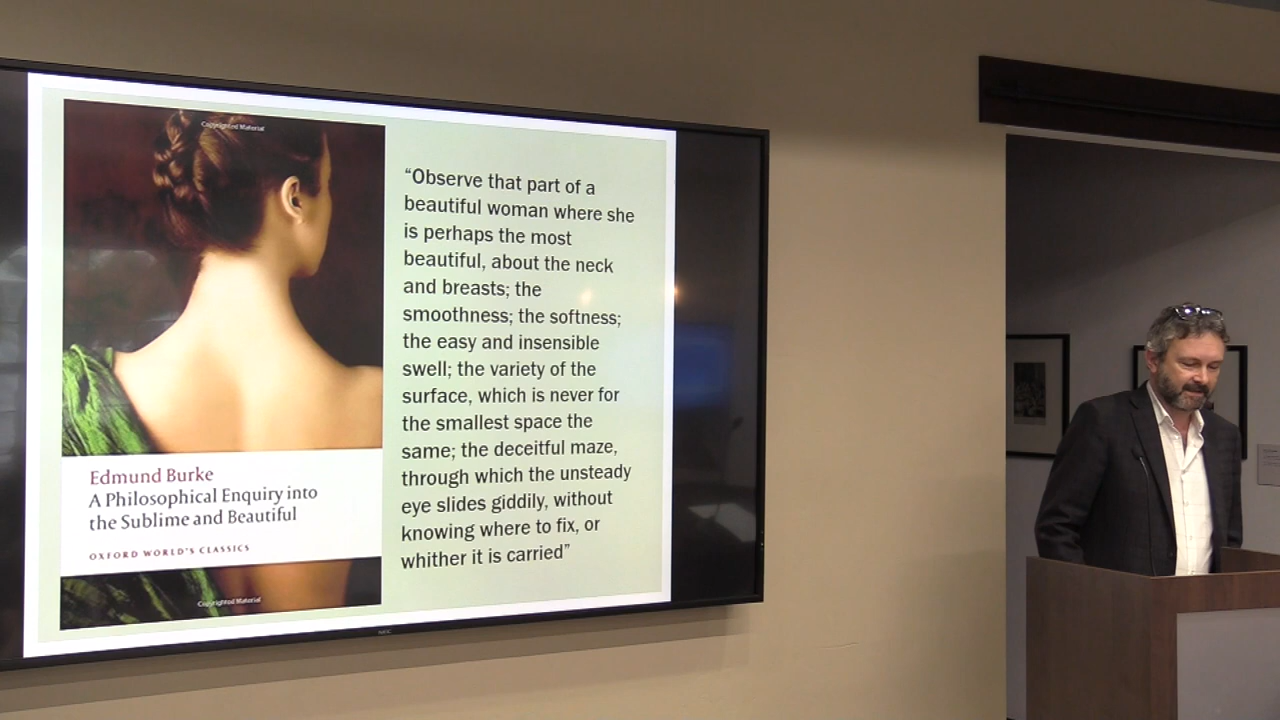 Copyrighted Material
Edmund Burke
A Philosophical Enquiry into
the Sublime and Beautiful
OXFORD WORLD'S CLASSICS
Copyrighted Material
“Observe that part of a
beautiful woman where she
is perhaps the most
beautiful, about the neck
and breasts; the
smoothness; the softness;
the easy and insensible
swell; the variety of the
surface, which is never for
the smallest space the
same; the deceitful maze,
through which the unsteady
eye slides giddily, without
knowing where to fix, or
whither it is carried”
NEC